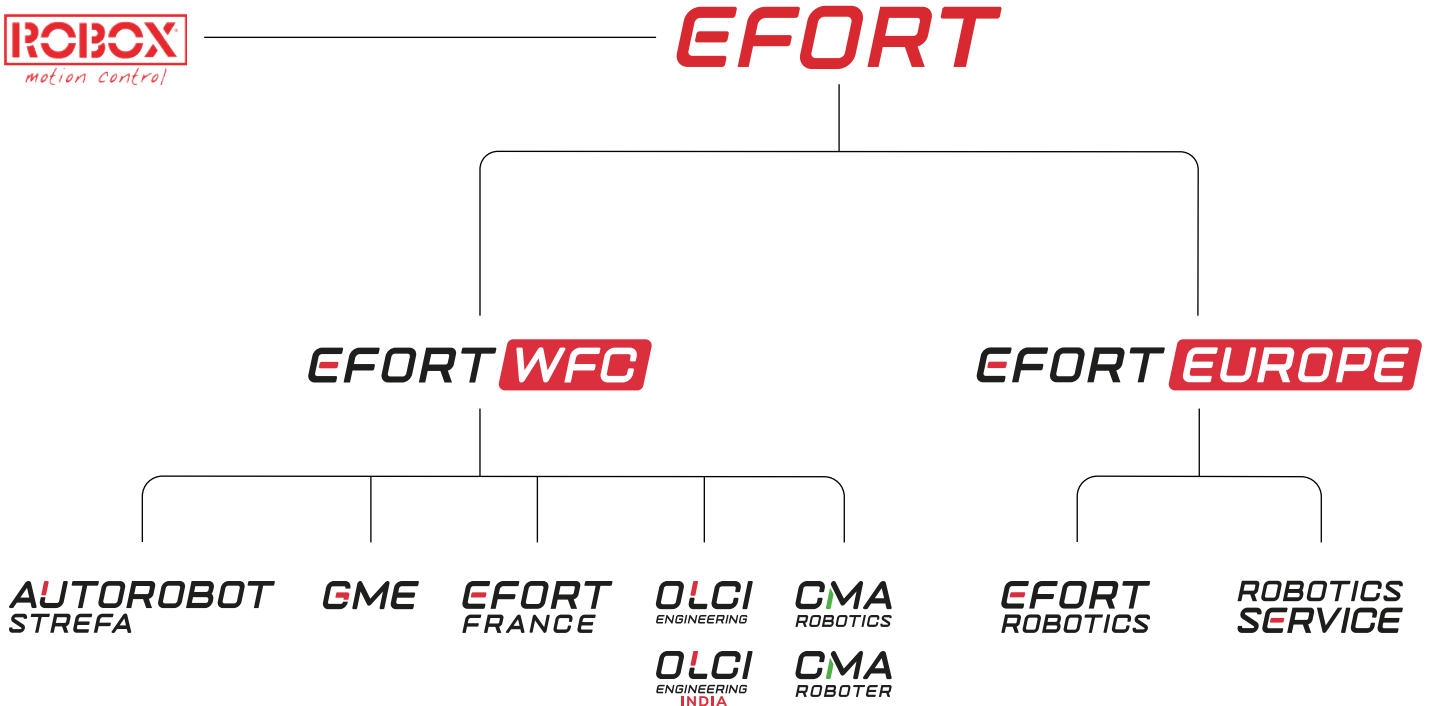 ROBOX
motion control
EFORT
EFORT WFC
EFORT EUROPE
AUTOROBOT
STREFA
GME
EFORT
FRANCE
OLCI
ENGINEERING
OLCI
ENGINEERING
INDIA
CMA
ROBOTICS
CMA
ROBOTER
EFORT
ROBOTICS
ROBOTICS
SERVICE